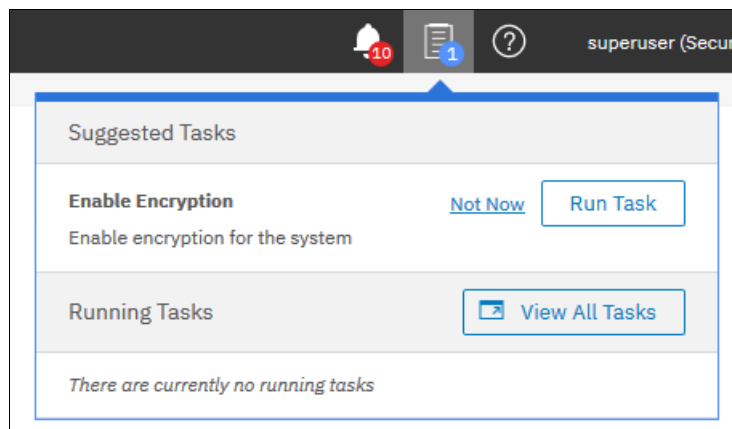 10
1
?
superuser (Secur
Suggested Tasks
Enable Encryption
Not Now
Run Task
Enable encryption for the system
Running Tasks
View All Tasks
There are currently no running tasks